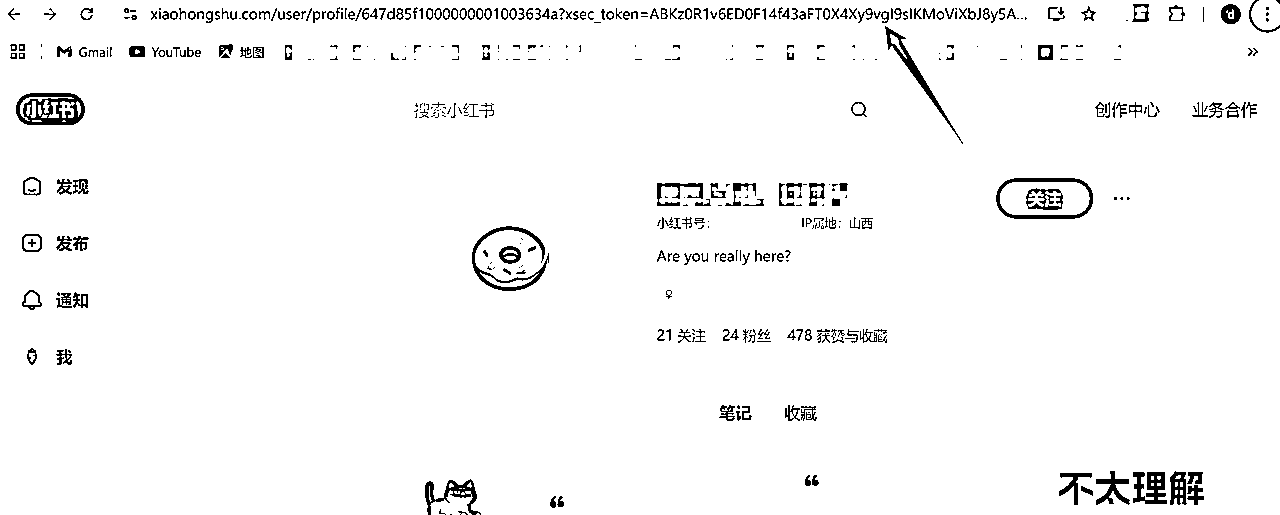 xiaohongshu.com/user/profile/647d85f1000000001003634a?xsec_token=ABKz0R1v6ED0F14f43aFT0X4Xy9vgI9sIKMoViXbJ8y5A...
Gmail YouTube 地图
小红书 搜索小红书 创作中心 业务合作
发现
关注
小红书号: IP属地: 山西
发布
Are you really here?
通知
21 关注 24 粉丝 478 获赞与收藏
我
笔记 收藏
不太理解